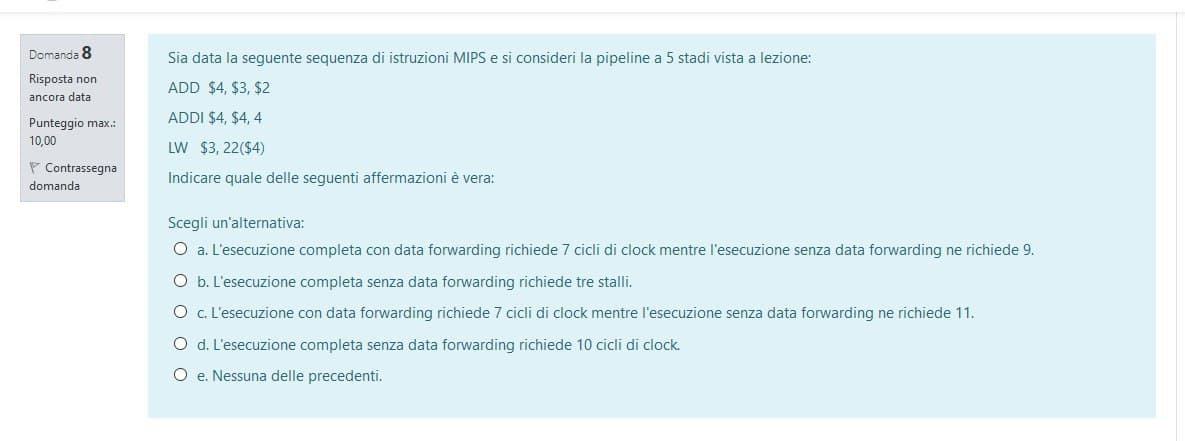 Domanda 8
Risposta non
ancora data
Punteggio max.:
10,00
Contrassegna
domanda
Sia data la seguente sequenza di istruzioni MIPS e si consideri la pipeline a 5 stadi vista a lezione:
ADD $4, $3, $2
ADDI $4, $4, 4
LW $3, 22($4)
Indicare quale delle seguenti affermazioni è vera:
Scegli un'alternativa:
a. L'esecuzione completa con data forwarding richiede 7 cicli di clock mentre l'esecuzione senza data forwarding ne richiede 9.
b. L'esecuzione completa senza data forwarding richiede tre stalli.
c. L'esecuzione con data forwarding richiede 7 cicli di clock mentre l'esecuzione senza data forwarding ne richiede 11.
d. L'esecuzione completa senza data forwarding richiede 10 cicli di clock.
e. Nessuna delle precedenti.